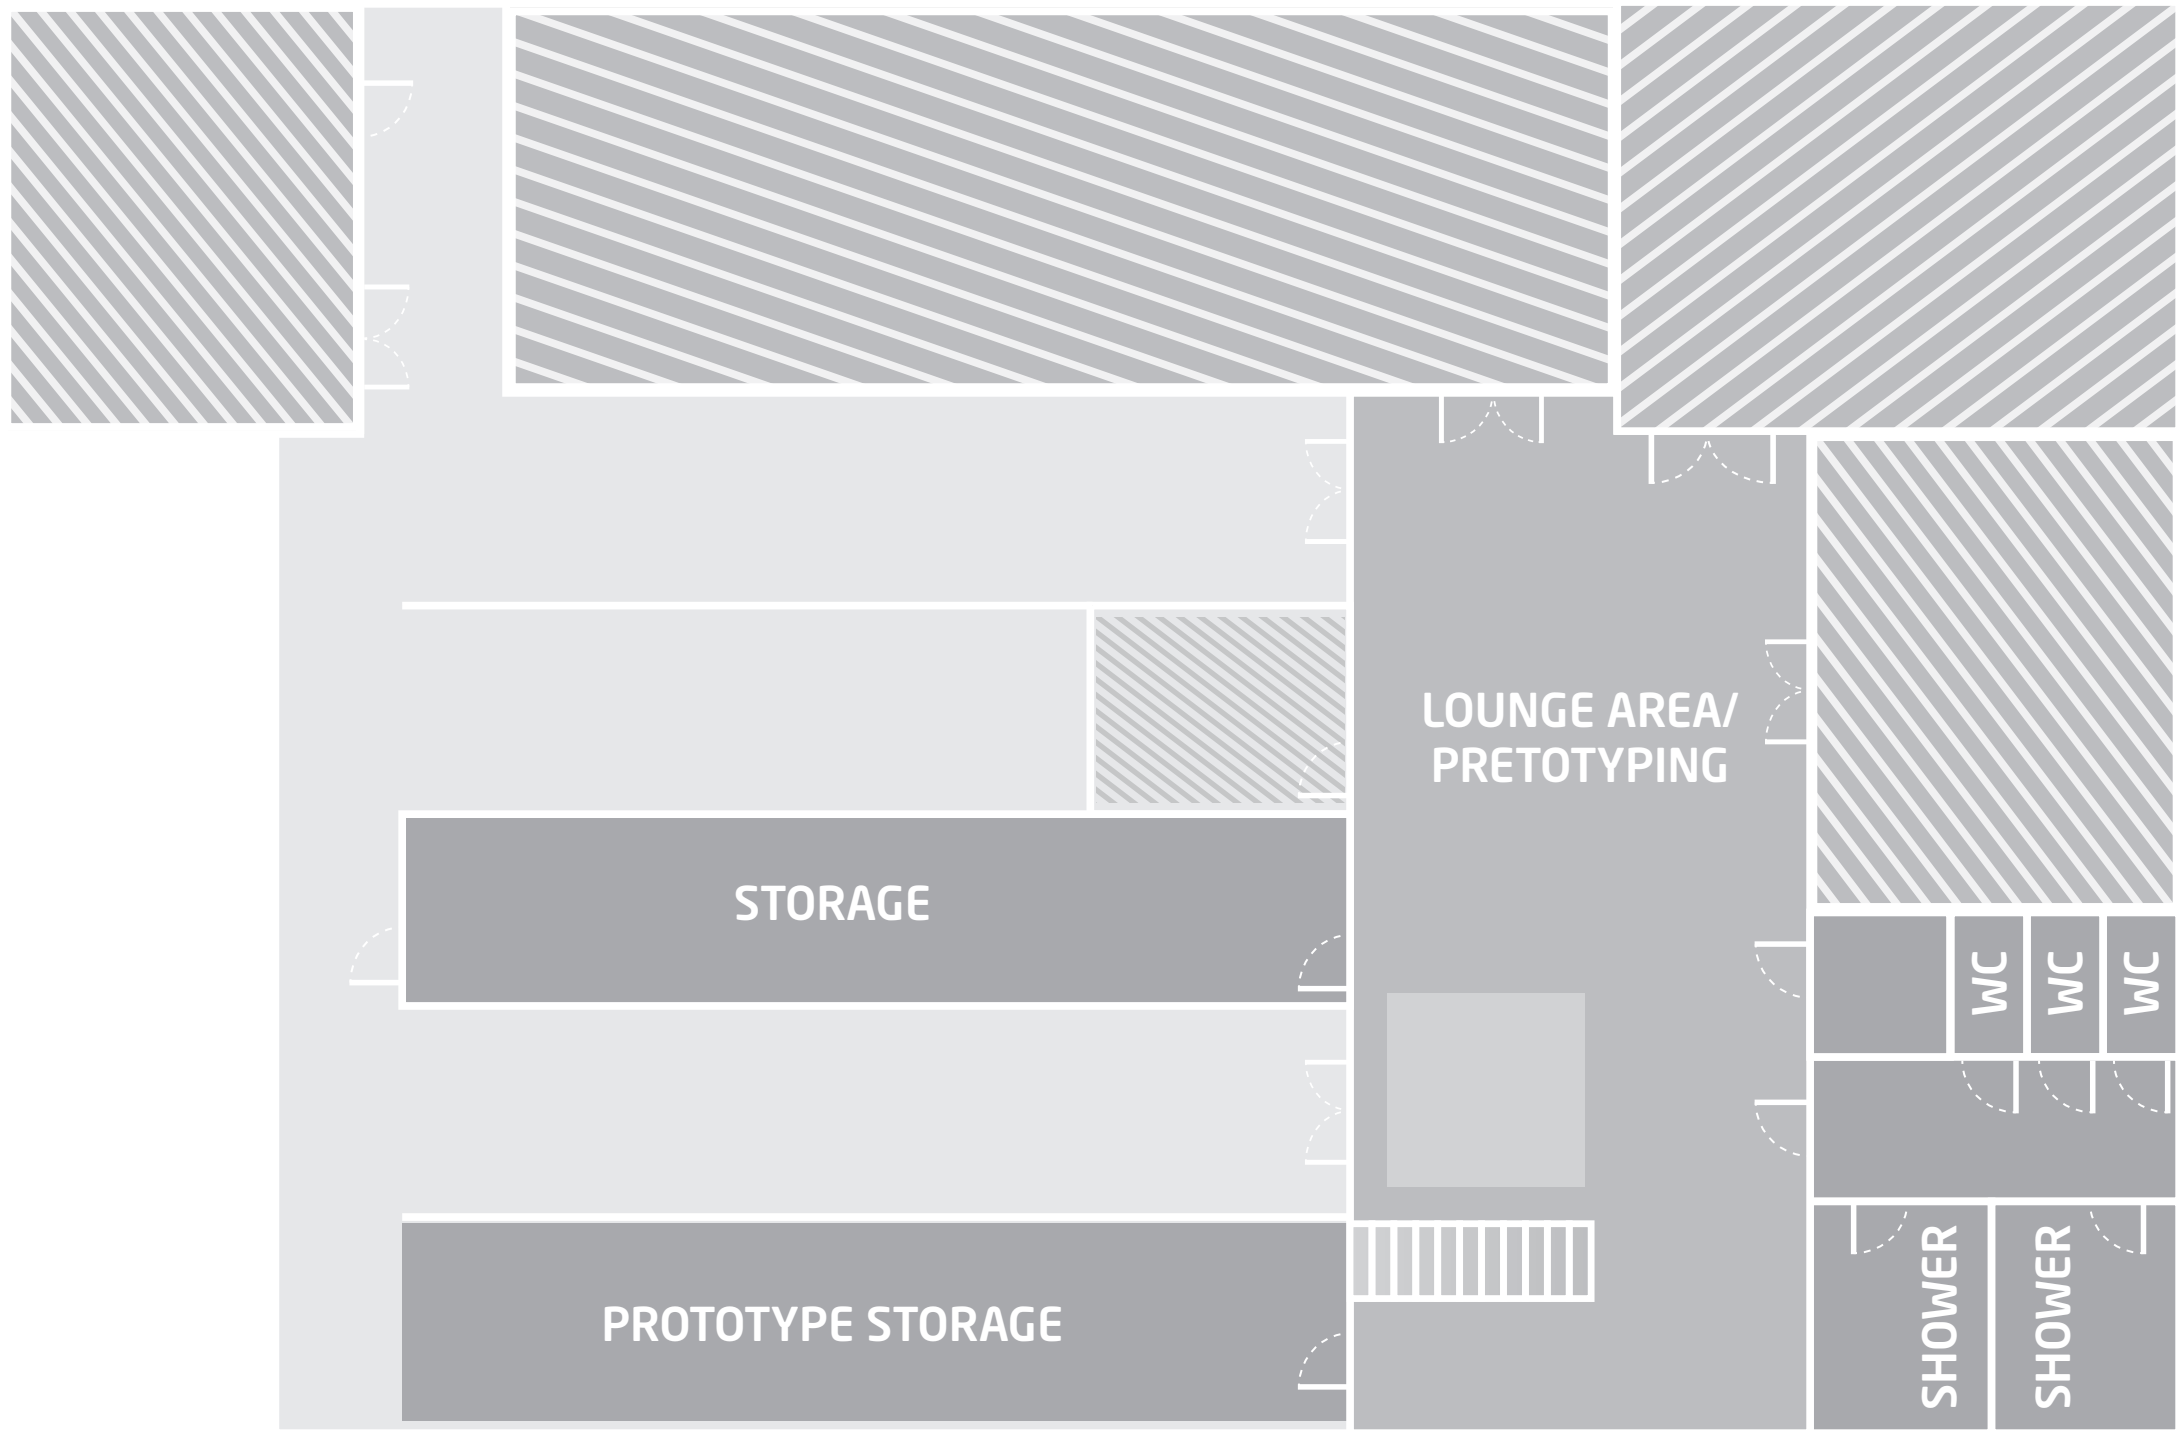 LOUNGE AREA/
PRETOTYPING
STORAGE
WC
WC
WC
PROTOTYPE STORAGE
SHOWER
SHOWER